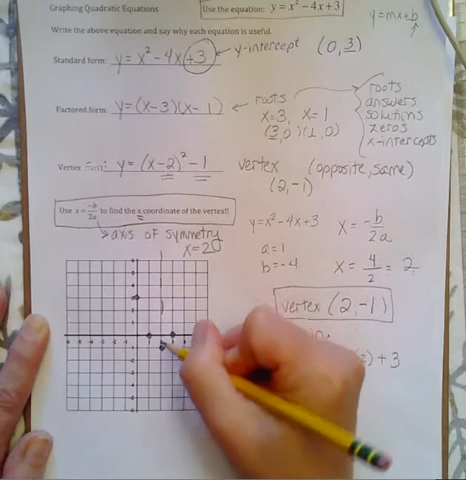 Graphing Quadratic Equations
Use the equation: y = x² - 4x + 3
y = mx + b
Write the above equation and say why each equation is useful.
Standard form: y = x² - 4x + 3 ← y-intercept (0, 3)
Factored form: y = (x-3)(x-1) ← roots
x = 3, x = 1
(3,0) (1,0)
roots
answers
solutions
zeros
x-intercepts
Vertex form: y = (x-2)² - 1 vertex (opposite, same)
(2,-1)
Use x = -b/2a to find the x coordinate of the vertex!!
→ axis of symmetry
x = 2
y = x² - 4x + 3
a = 1
b = -4
x = -b/2a
x = 4/2 = 2
vertex (2,-1)
) + 3